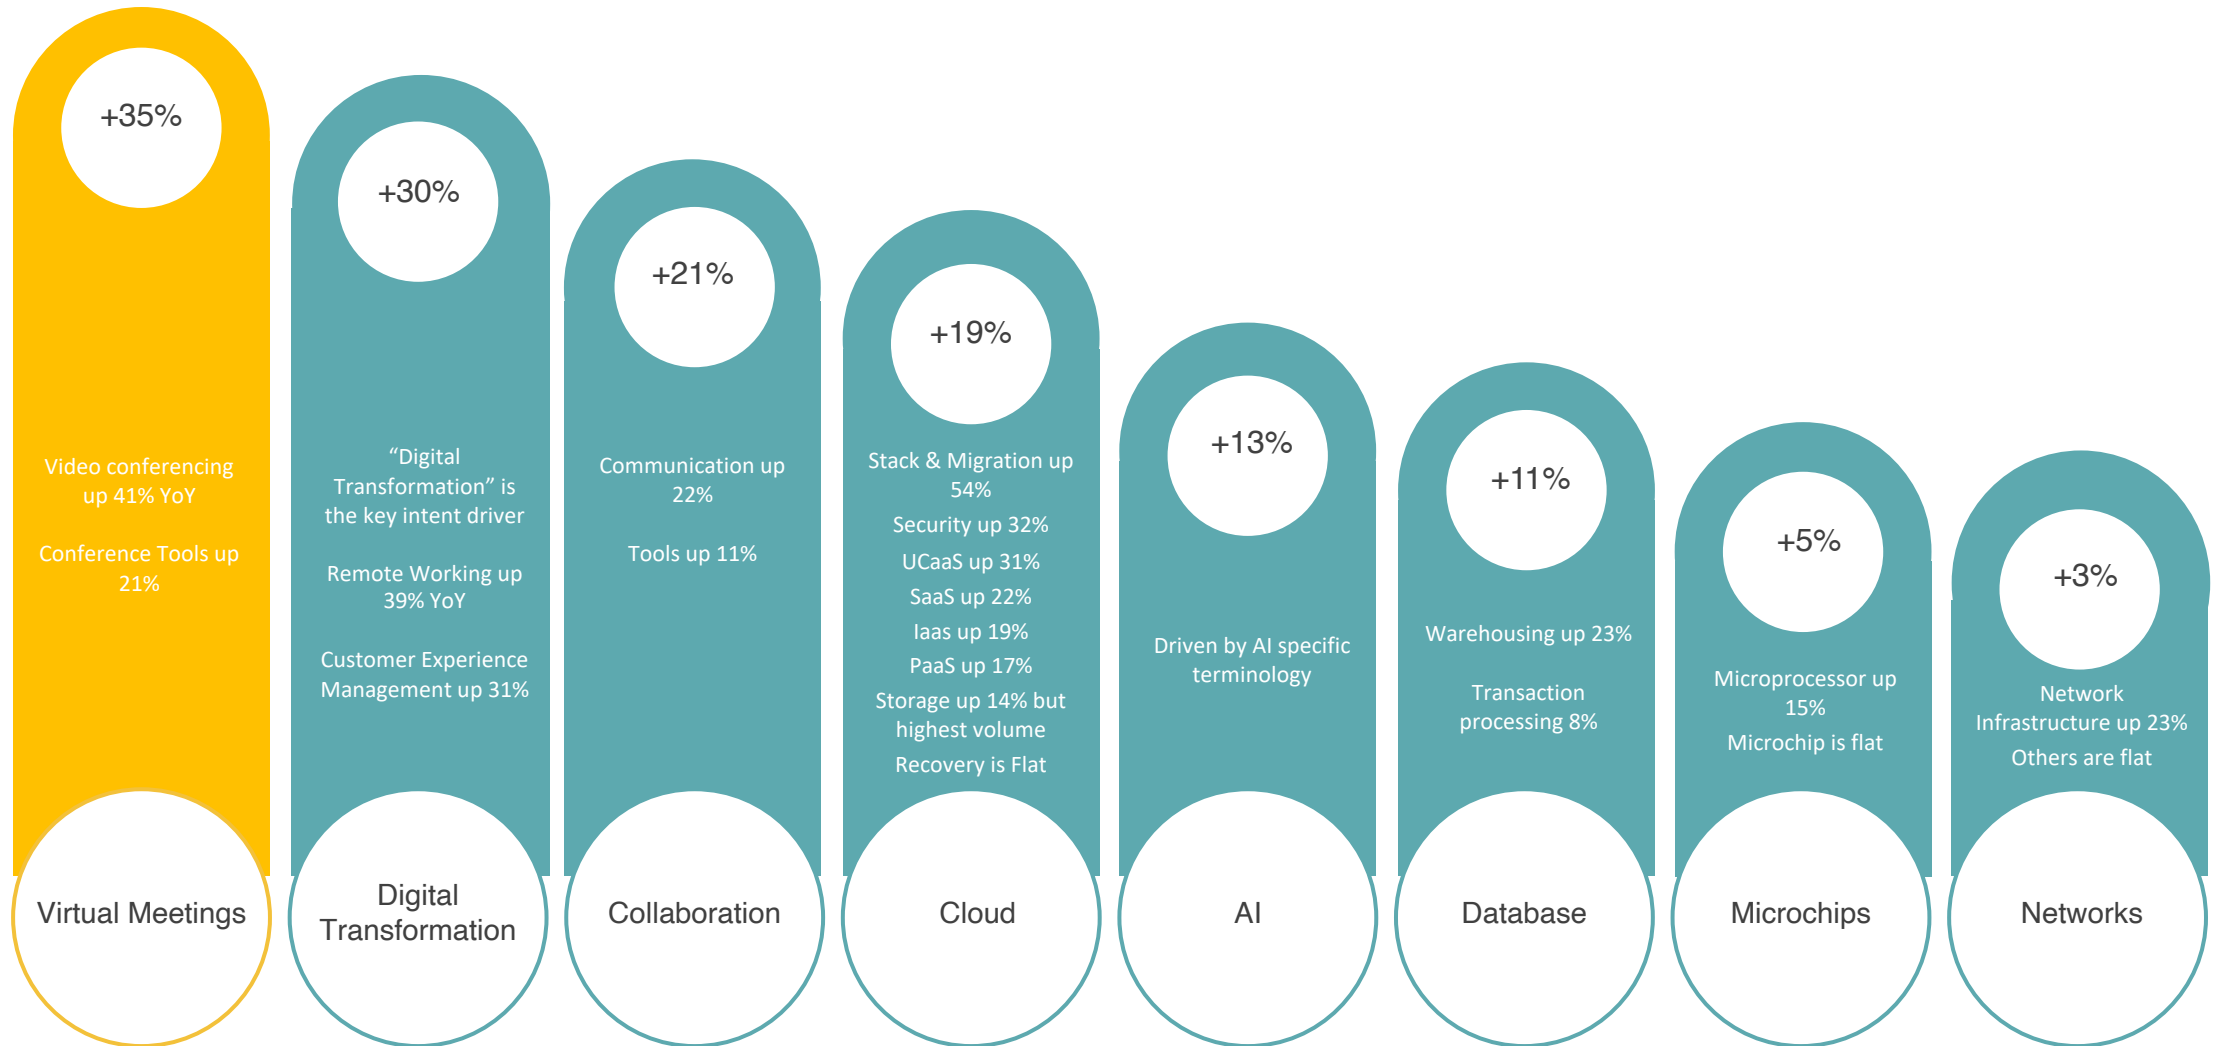 +35%
Video conferencing
up 41% YoY
Conference Tools up
21%
Virtual Meetings
+30%
“Digital
Transformation” is
the key intent driver
Remote Working up
39% YoY
Customer Experience
Management up 31%
Digital
Transformation
+21%
Communication up
22%
Tools up 11%
Collaboration
+19%
Stack & Migration up
54%
Security up 32%
UCaaS up 31%
SaaS up 22%
Iaas up 19%
PaaS up 17%
Storage up 14% but
highest volume
Recovery is Flat
Cloud
+13%
Driven by AI specific
terminology
AI
+11%
Warehousing up 23%
Transaction
processing 8%
Database
+5%
Microprocessor up
15%
Microchip is flat
Microchips
+3%
Network
Infrastructure up 23%
Others are flat
Networks